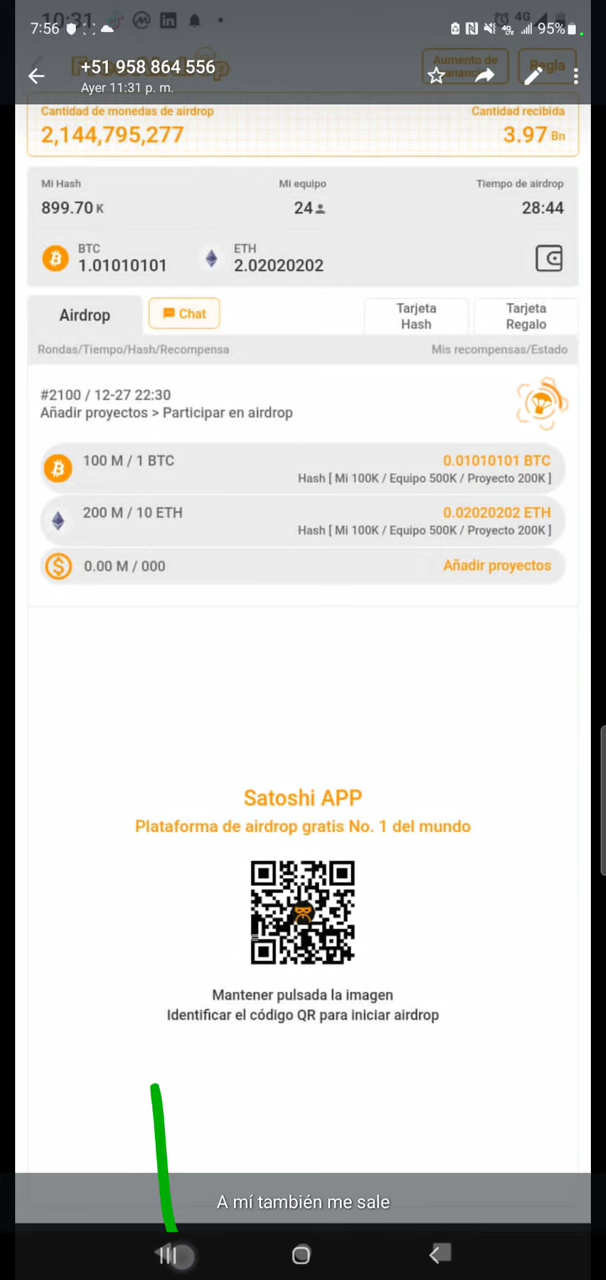 7:56
4G
95%
+51 958 864 556
Ayer 11:31 p. m.
10:31
Aumento de
Regla
Cantidad de monedas de airdrop
Cantidad recibida
2,144,795,277
3.97 Bn
Mi Hash
Mi equipo
Tiempo de airdrop
899.70 K
24
28:44
BTC
1.01010101
ETH
2.02020202
Airdrop
Chat
Tarjeta
Hash
Tarjeta
Regalo
Rondas/Tiempo/Hash/Recompensa
Mis recompensas/Estado
#2100 / 12-27 22:30
Añadir proyectos > Participar en airdrop
100 M / 1 BTC
0.01010101 BTC
Hash [ Mi 100K / Equipo 500K / Proyecto 200K ]
200 M / 10 ETH
0.02020202 ETH
Hash [ Mi 100K / Equipo 500K / Proyecto 200K ]
0.00 M / 000
Añadir proyectos
Satoshi APP
Plataforma de airdrop gratis No. 1 del mundo
Mantener pulsada la imagen
Identificar el código QR para iniciar airdrop
A mí también me sale